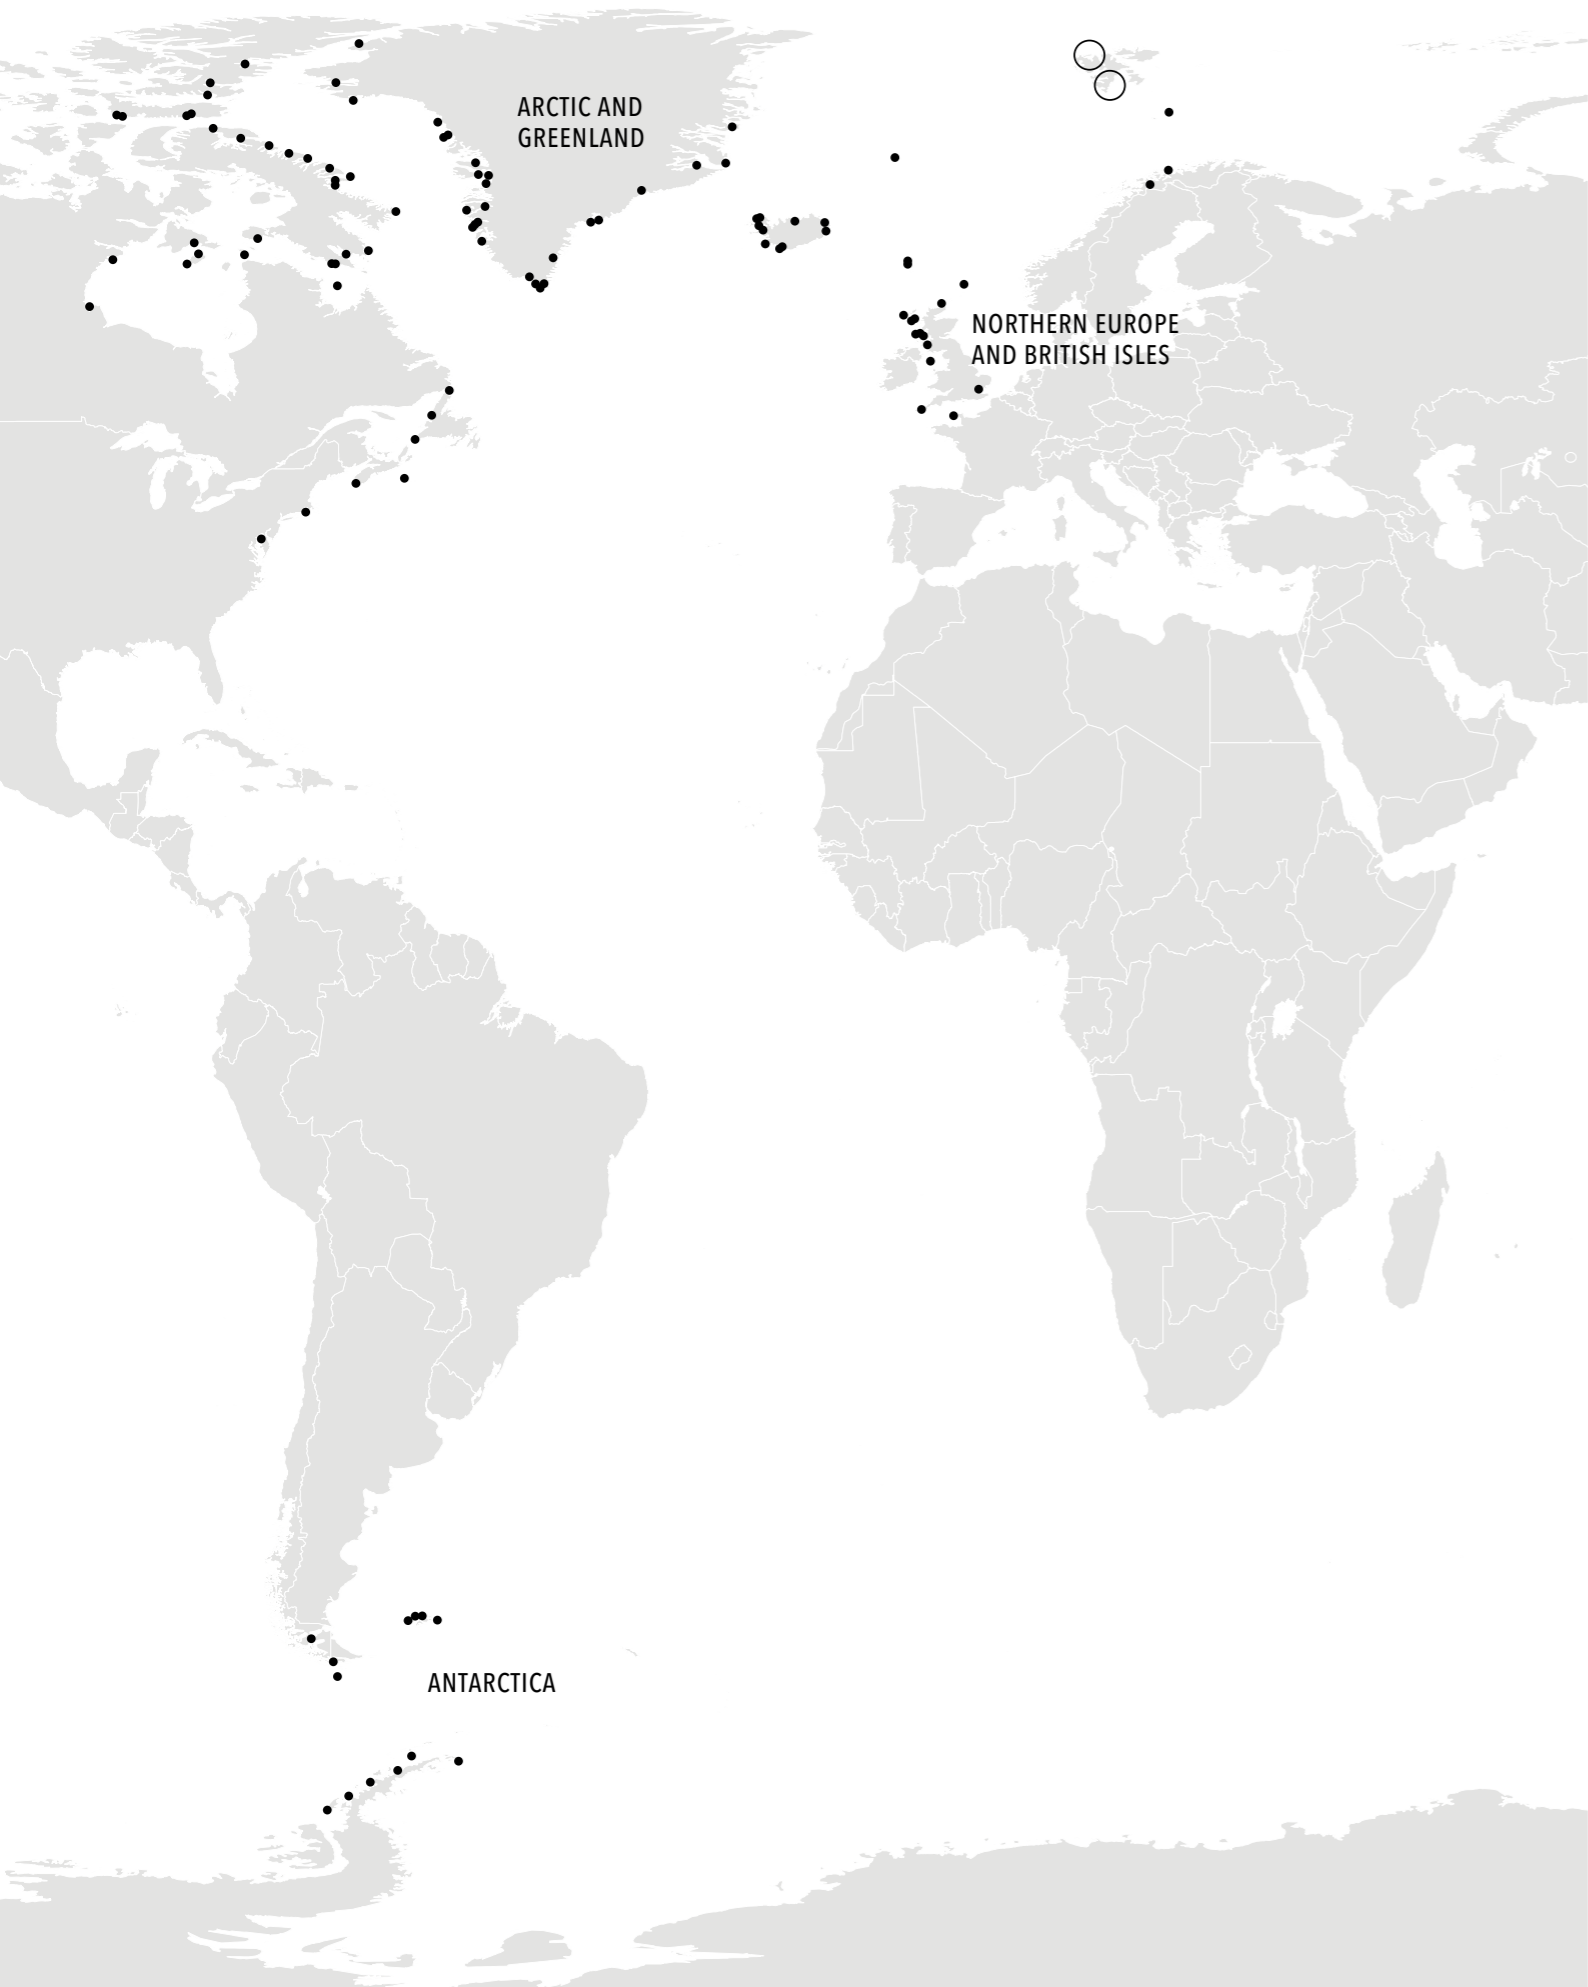 ARCTIC AND
GREENLAND
NORTHERN EUROPE
AND BRITISH ISLES
ANTARCTICA